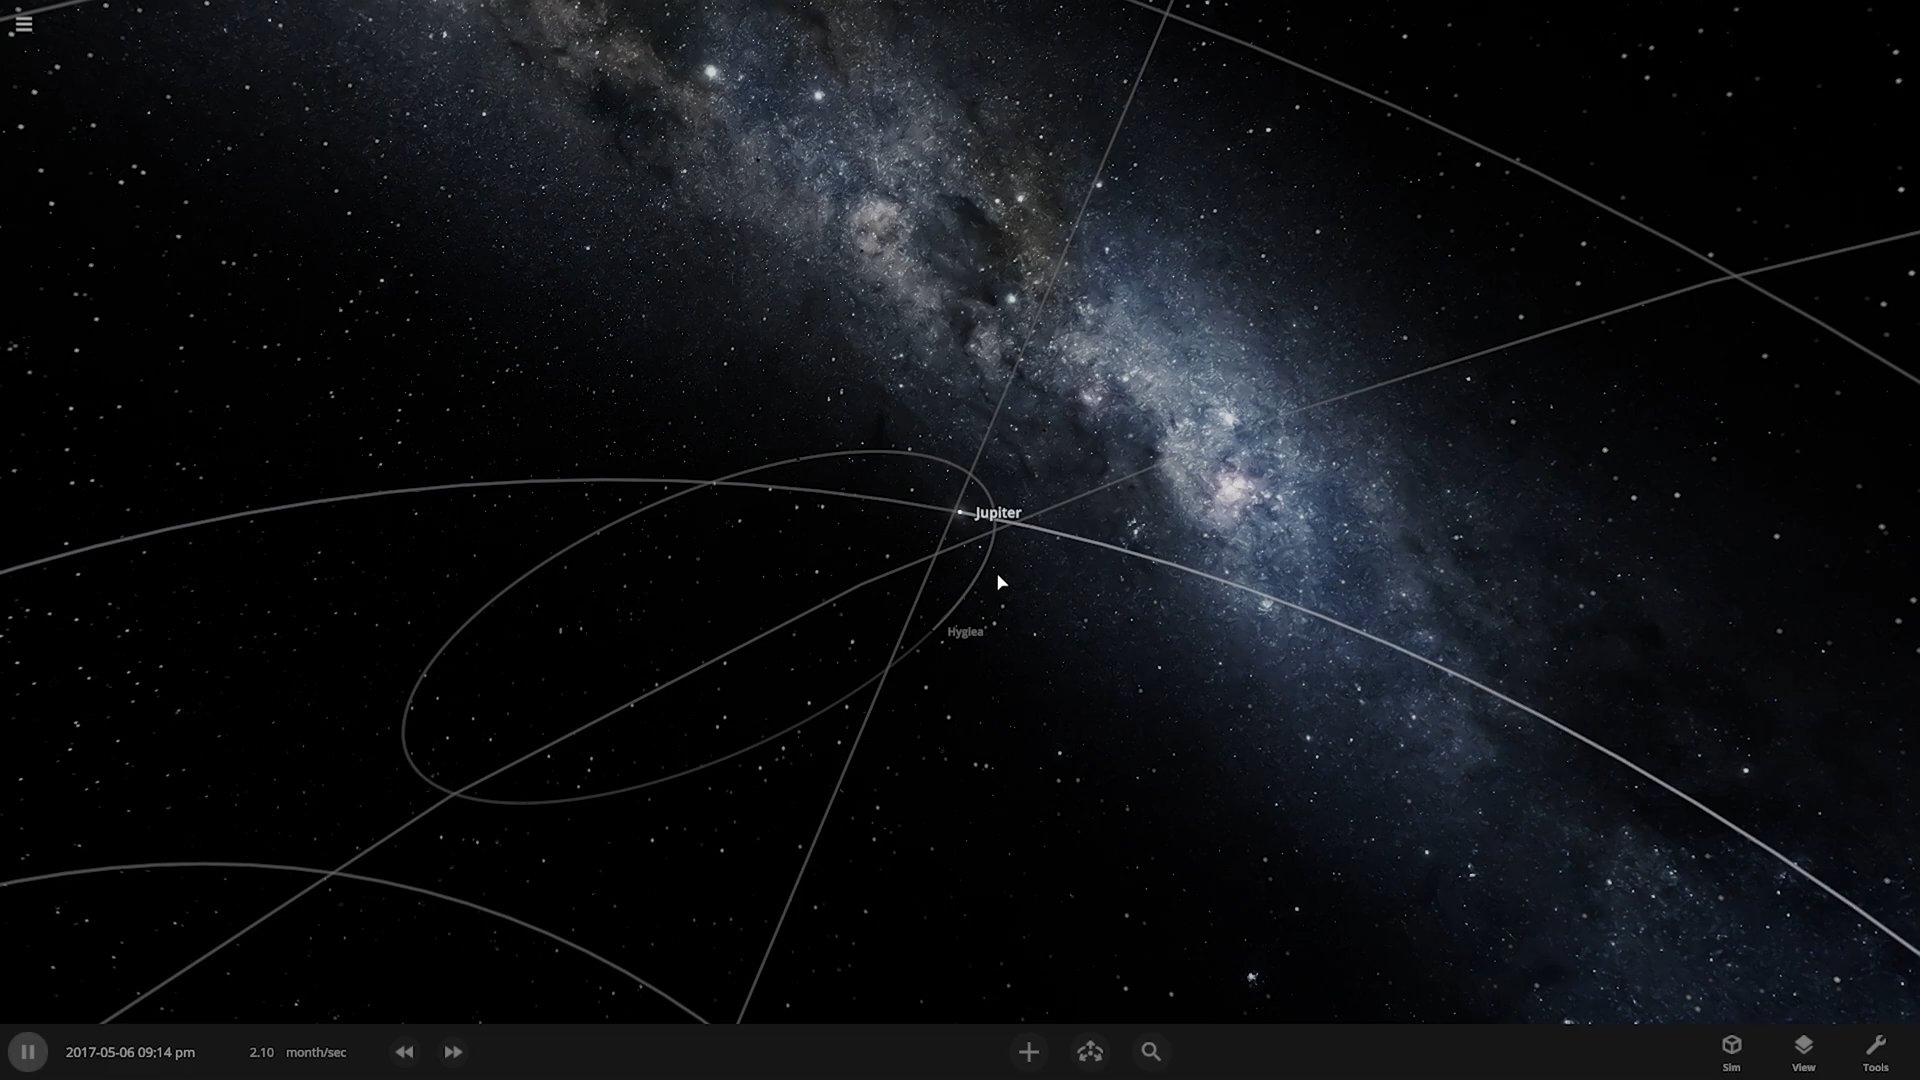 Jupiter
Hygiea
2017-05-06 09:14 pm
2.10 month/sec
Sim
View
Tools